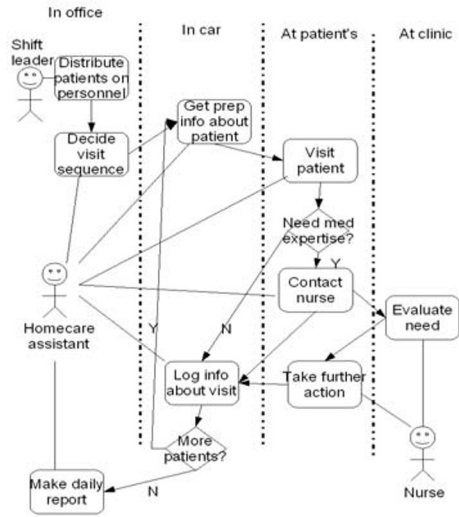 In office
In car
At patient's
At clinic
Shift
leader
Distribute
patients on
personnel
Get prep
info about
patient
Decide
visit
sequence
Visit
patient
Need med
expertise?
Y
Contact
nurse
Evaluate
need
Homecare
assistant
Y
N
Log info
about visit
Take further
action
More
patients?
N
Make daily
report
Nurse